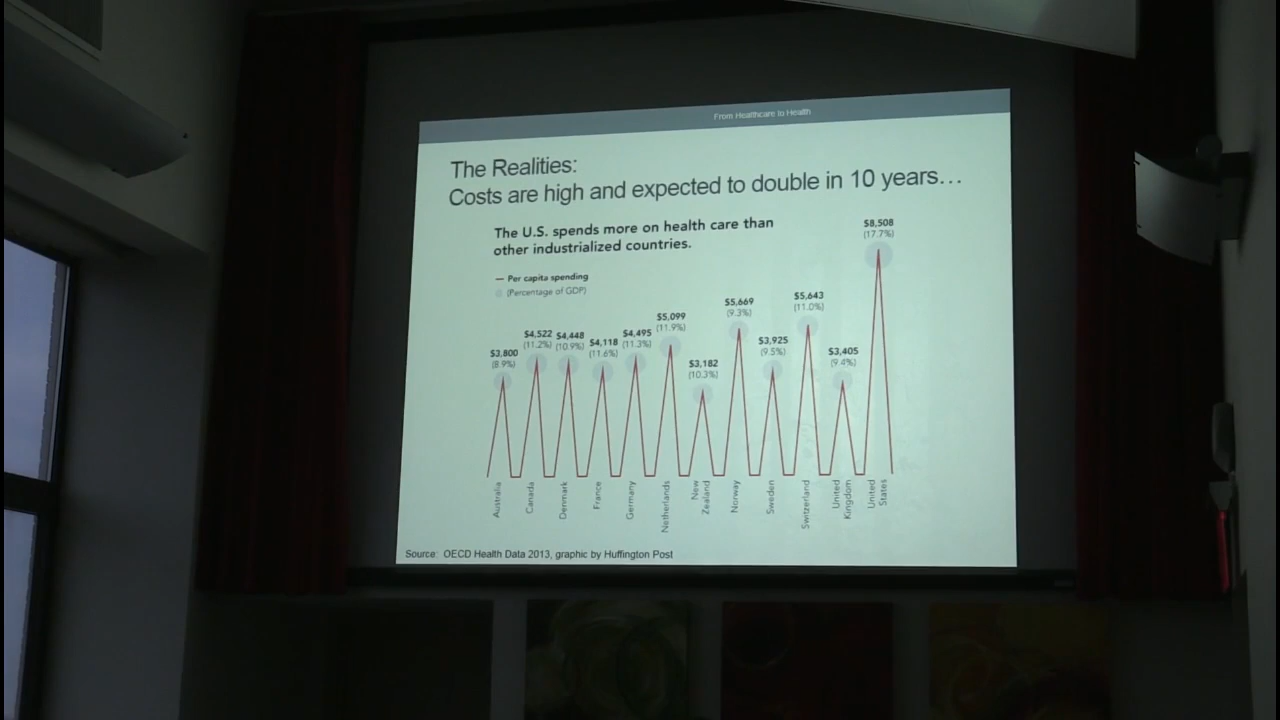 From Healthcare to Health
The Realities:
Costs are high and expected to double in 10 years…
The U.S. spends more on health care than
other industrialized countries.
Per capita spending
(Percentage of GDP)
$3,800
(8.9%)
$4,522
(11.2%)
$4,448
(10.9%)
$4,118
(11.6%)
$4,495
(11.3%)
$5,099
(11.9%)
$3,182
(10.3%)
$5,669
(9.3%)
$3,925
(9.5%)
$5,643
(11.0%)
$3,405
(9.4%)
$8,508
(17.7%)
Australia
Canada
Denmark
France
Germany
Netherlands
New
Zealand
Norway
Sweden
Switzerland
United
Kingdom
United
States
Source: OECD Health Data 2013, graphic by Huffington Post